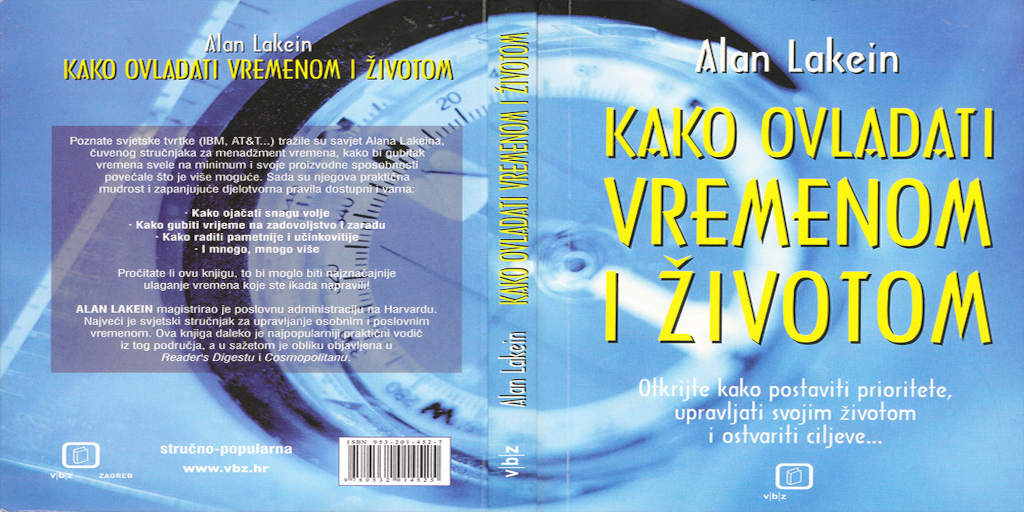 Alan Lakein
KAKO OVLADATI VREMENOM I ŽIVOTOM
Poznate svjetske tvrtke (IBM, AT&T...) tražile su savjet Alana Lakeina,
čuvenog stručnjaka za menadžment vremena, kako bi gubitak
vremena svele na minimum i svoje proizvodne sposobnosti
povećale što je više moguće. Sada su njegova praktična
mudrost i zapanjujuće djelotvorna pravila dostupni i vama:
· Kako ojačati snagu volje
· Kako gubiti vrijeme na zadovoljstvo i zaradu
· Kako raditi pametnije i učinkovitije
· I mnogo, mnogo više
Pročitate li ovu knjigu, to bi moglo biti najznačajnije
ulaganje vremena koje ste ikada napravili!
ALAN LAKEIN magistrirao je poslovnu administraciju na Harvardu.
Najveći je svjetski stručnjak za upravljanje osobnim i poslovnim
vremenom. Ova knjiga daleko je najpopularniji praktični vodič
iz tog područja, a u sažetom je obliku objavljena u
Reader's Digestu i Cosmopolitanu.
v|b|z ZAGREB
stručno-popularna
www.vbz.hr
ISBN 953-201-452-7
9 789532 014525
20
40
W
KAKO OVLADATI VREMENOM I ŽIVOTOM
Alan Lakein
v|b|z
Alan Lakein
KAKO OVLADATI
VREMENOM
I ŽIVOTOM
Otkrijte kako postaviti prioritete,
upravljati svojim životom
i ostvariti ciljeve...
v|b|z